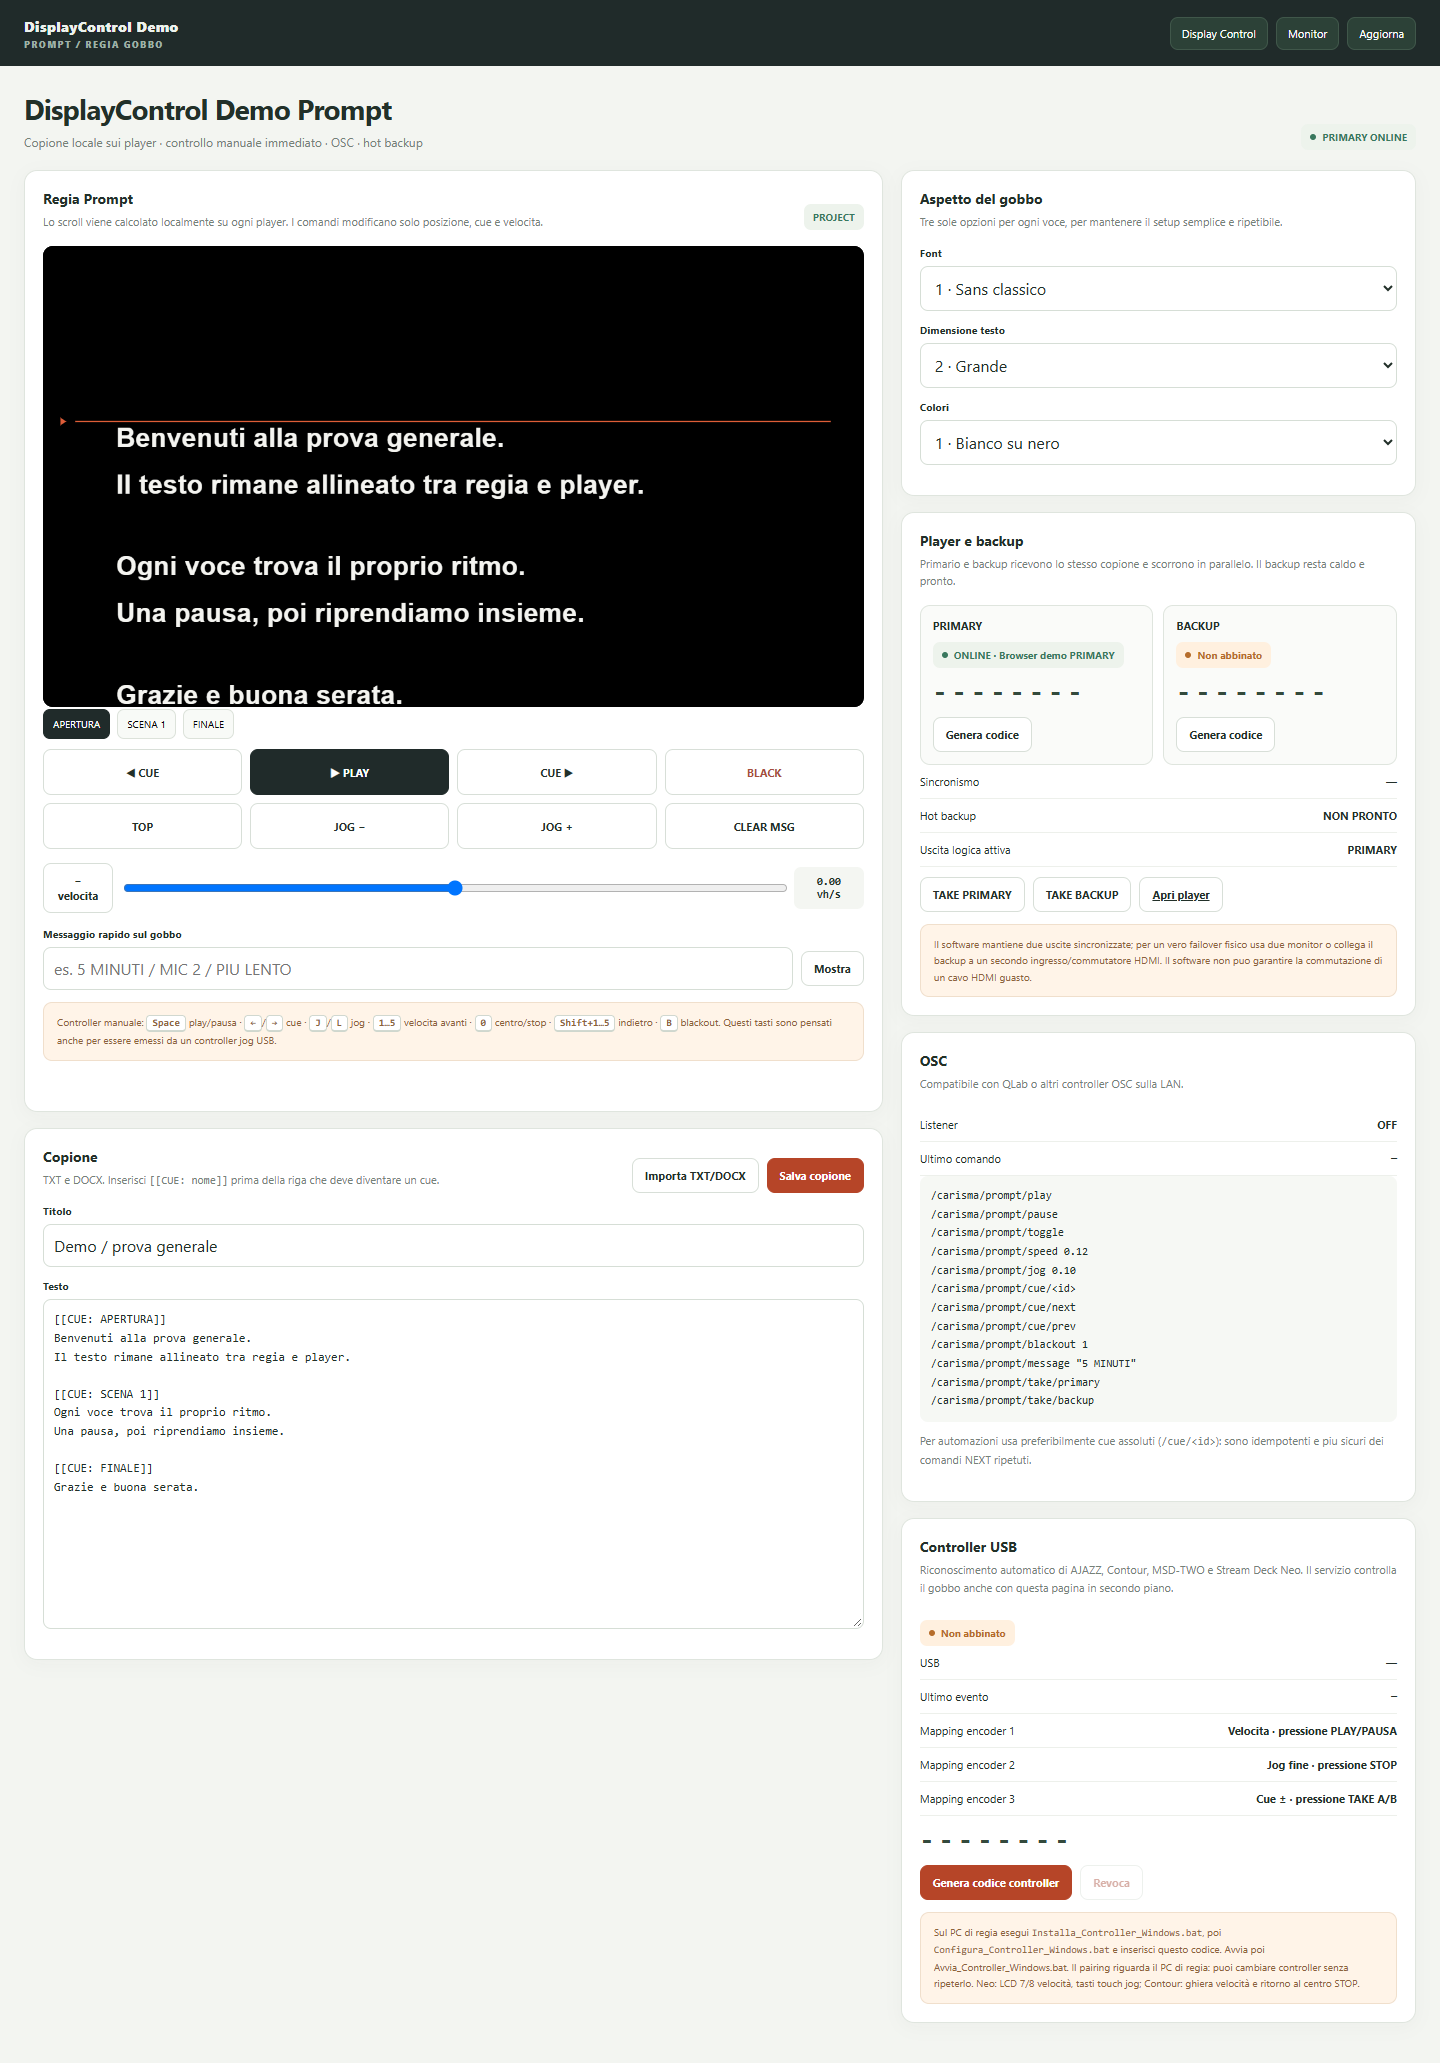 DisplayControl Demo
PROMPT / REGIA GOBBO
Display Control
Monitor
Aggiorna
DisplayControl Demo Prompt
Copione locale sui player · controllo manuale immediato · OSC · hot backup
● PRIMARY ONLINE
Regia Prompt
Lo scroll viene calcolato localmente su ogni player. I comandi modificano solo posizione, cue e velocita.
PROJECT
Benvenuti alla prova generale.
Il testo rimane allineato tra regia e player.
Ogni voce trova il proprio ritmo.
Una pausa, poi riprendiamo insieme.
Grazie e buona serata.
APERTURA
SCENA 1
FINALE
◀ CUE
▶ PLAY
CUE ▶
BLACK
TOP
JOG −
JOG +
CLEAR MSG
−
velocita
0.00
vh/s
Messaggio rapido sul gobbo
es. 5 MINUTI / MIC 2 / PIU LENTO
Mostra
Controller manuale: Space play/pausa · ←/→ cue · J/L jog · 1…5 velocita avanti · 0 centro/stop · Shift+1…5 indietro · B blackout. Questi tasti sono pensati
anche per essere emessi da un controller jog USB.
Copione
TXT e DOCX. Inserisci [[CUE: nome]] prima della riga che deve diventare un cue.
Importa TXT/DOCX
Salva copione
Titolo
Demo / prova generale
Testo
[[CUE: APERTURA]]
Benvenuti alla prova generale.
Il testo rimane allineato tra regia e player.
[[CUE: SCENA 1]]
Ogni voce trova il proprio ritmo.
Una pausa, poi riprendiamo insieme.
[[CUE: FINALE]]
Grazie e buona serata.
Aspetto del gobbo
Tre sole opzioni per ogni voce, per mantenere il setup semplice e ripetibile.
Font
1 · Sans classico
Dimensione testo
2 · Grande
Colori
1 · Bianco su nero
Player e backup
Primario e backup ricevono lo stesso copione e scorrono in parallelo. Il backup resta caldo e
pronto.
PRIMARY
● ONLINE · Browser demo PRIMARY
--------
Genera codice
BACKUP
● Non abbinato
--------
Genera codice
Sincronismo
—
Hot backup
NON PRONTO
Uscita logica attiva
PRIMARY
TAKE PRIMARY
TAKE BACKUP
Apri player
Il software mantiene due uscite sincronizzate; per un vero failover fisico usa due monitor o collega il
backup a un secondo ingresso/commutatore HDMI. Il software non puo garantire la commutazione di
un cavo HDMI guasto.
OSC
Compatibile con QLab o altri controller OSC sulla LAN.
Listener
OFF
Ultimo comando
–
/carisma/prompt/play
/carisma/prompt/pause
/carisma/prompt/toggle
/carisma/prompt/speed 0.12
/carisma/prompt/jog 0.10
/carisma/prompt/cue/<id>
/carisma/prompt/cue/next
/carisma/prompt/cue/prev
/carisma/prompt/blackout 1
/carisma/prompt/message "5 MINUTI"
/carisma/prompt/take/primary
/carisma/prompt/take/backup
Per automazioni usa preferibilmente cue assoluti (/cue/<id>): sono idempotenti e piu sicuri dei
comandi NEXT ripetuti.
Controller USB
Riconoscimento automatico di AJAZZ, Contour, MSD-TWO e Stream Deck Neo. Il servizio controlla
il gobbo anche con questa pagina in secondo piano.
● Non abbinato
USB
—
Ultimo evento
–
Mapping encoder 1
Velocita · pressione PLAY/PAUSA
Mapping encoder 2
Jog fine · pressione STOP
Mapping encoder 3
Cue ± · pressione TAKE A/B
--------
Genera codice controller
Revoca
Sul PC di regia esegui Installa_Controller_Windows.bat, poi
Configura_Controller_Windows.bat e inserisci questo codice. Avvia poi
Avvia_Controller_Windows.bat. Il pairing riguarda il PC di regia: puoi cambiare controller senza
ripeterlo. Neo: LCD 7/8 velocità, tasti touch jog; Contour: ghiera velocità e ritorno al centro STOP.